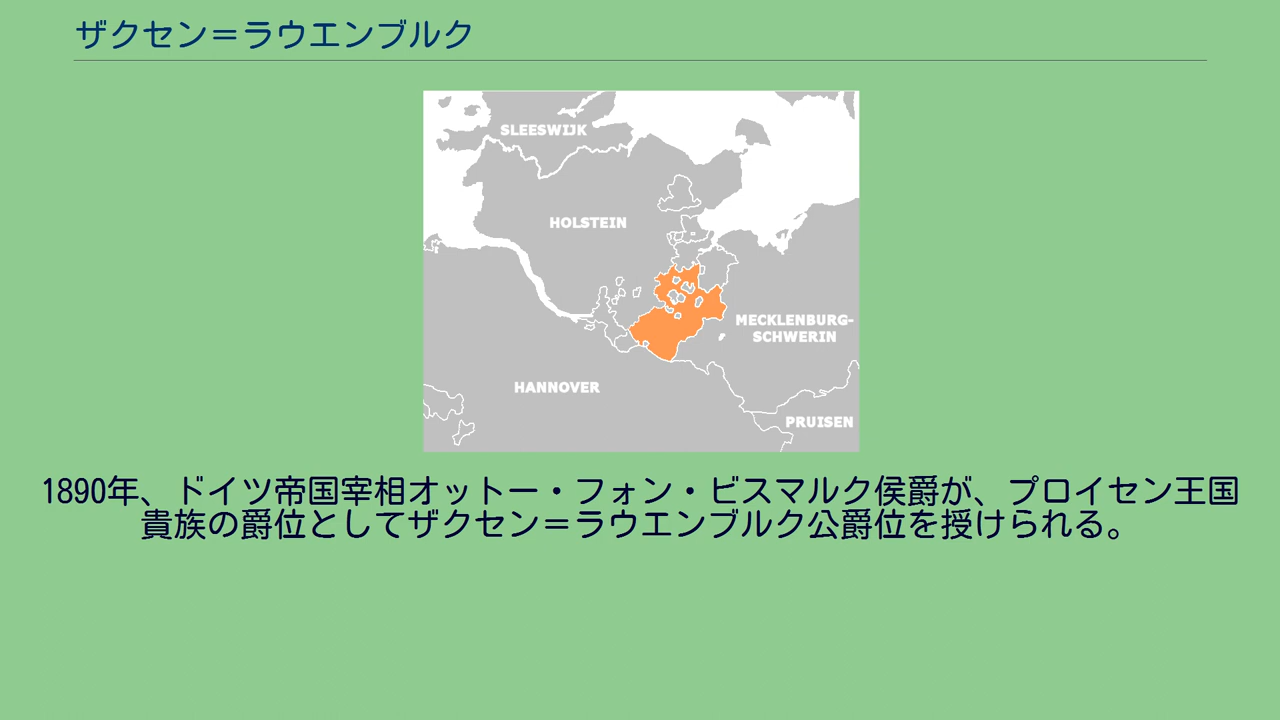 ザクセン＝ラウエンブルク
SLEESWIJK
HOLSTEIN
MECKLENBURG-
SCHWERIN
HANNOVER
PRUISEN
1890年、ドイツ帝国宰相オットー・フォン・ビスマルク侯爵が、プロイセン王国
貴族の爵位としてザクセン＝ラウエンブルク公爵位を授けられる。